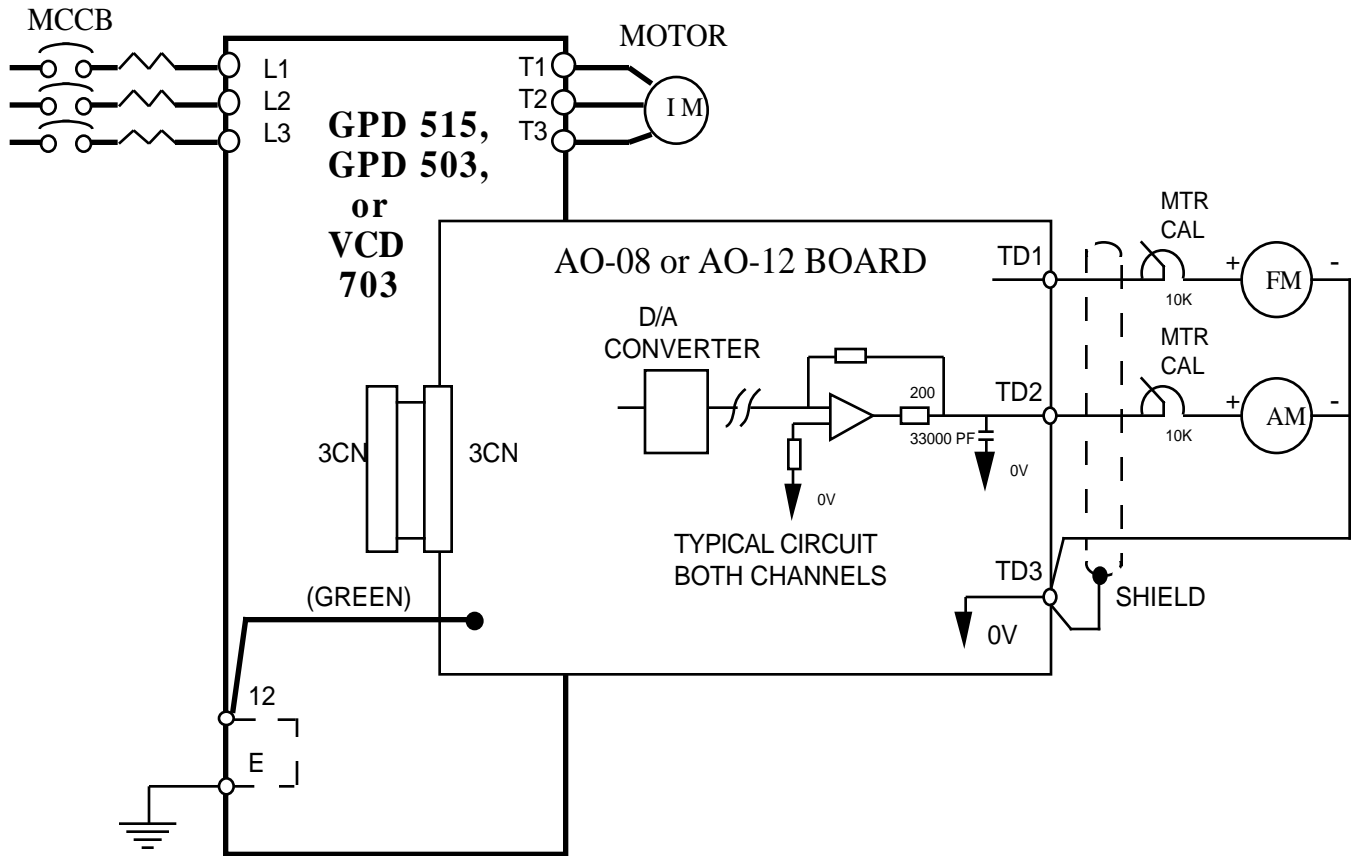 MCCB
MOTOR
L1
L2
L3
T1
T2
T3
IM
GPD 515,
GPD 503,
or
VCD
703
AO-08 or AO-12 BOARD
TD1
MTR
CAL
10K
+
FM
-
D/A
CONVERTER
200
33000 PF
0V
0V
TD2
MTR
CAL
10K
+
AM
-
3CN
3CN
TYPICAL CIRCUIT
BOTH CHANNELS
TD3
0V
SHIELD
(GREEN)
12
E